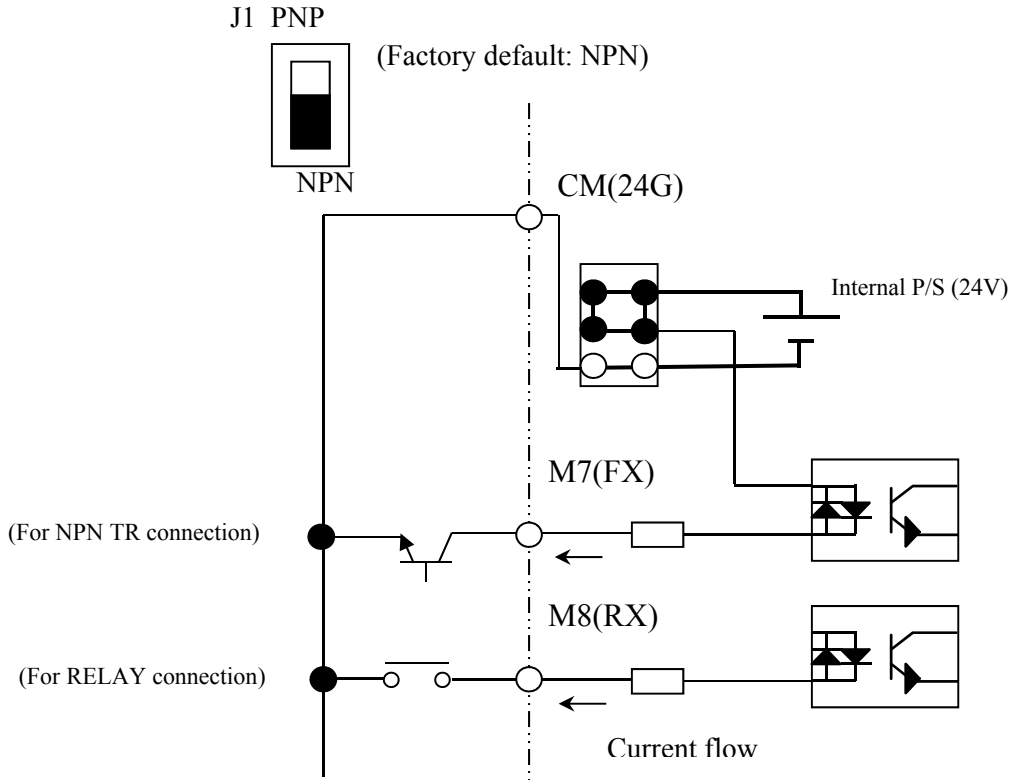 J1 PNP
(Factory default: NPN)
NPN
CM(24G)
Internal P/S (24V)
M7(FX)
(For NPN TR connection)
M8(RX)
(For RELAY connection)
Current flow